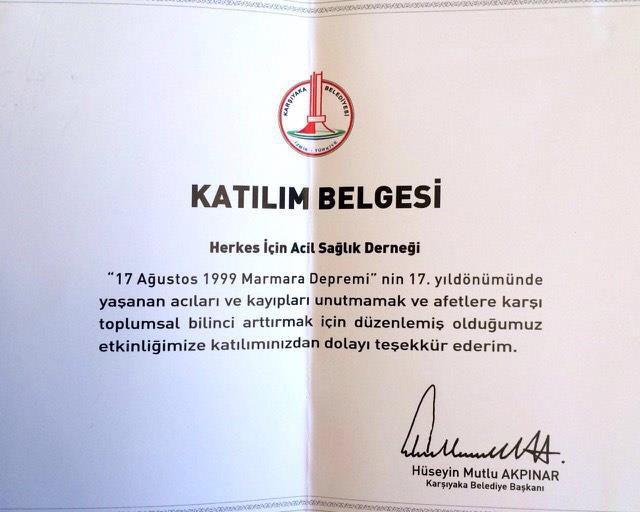 KARŞIYAKA BELEDİYESİ
İZMİR - TÜRKİYE
KATILIM BELGESİ
Herkes İçin Acil Sağlık Derneği
“17 Ağustos 1999 Marmara Depremi” nin 17. yıldönümünde
yaşanan acıları ve kayıpları unutmamak ve afetlere karşı
toplumsal bilinci arttırmak için düzenlemiş olduğumuz
etkinliğimize katılımınızdan dolayı teşekkür ederim.
Hüseyin Mutlu AKPINAR
Karşıyaka Belediye Başkanı